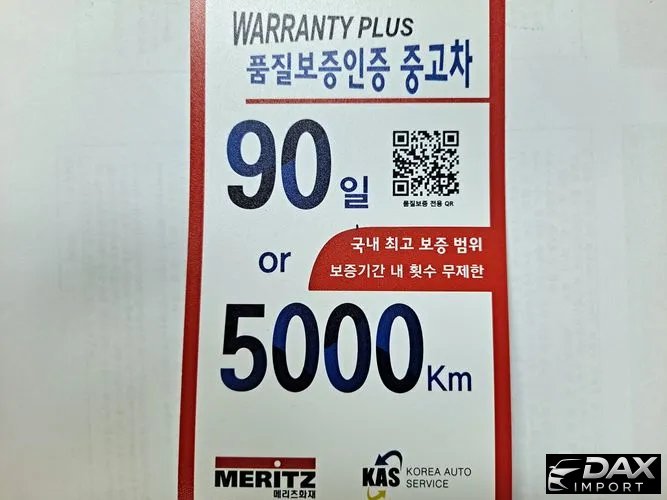 WARRANTY PLUS
품질보증인증 중고차
90일
품질보증 전용 QR
국내 최고 보증 범위
보증기간 내 횟수 무제한
or
5000Km
MERITZ
메리츠화재
KAS
KOREA AUTO
SERVICE
DAX
IMPORT